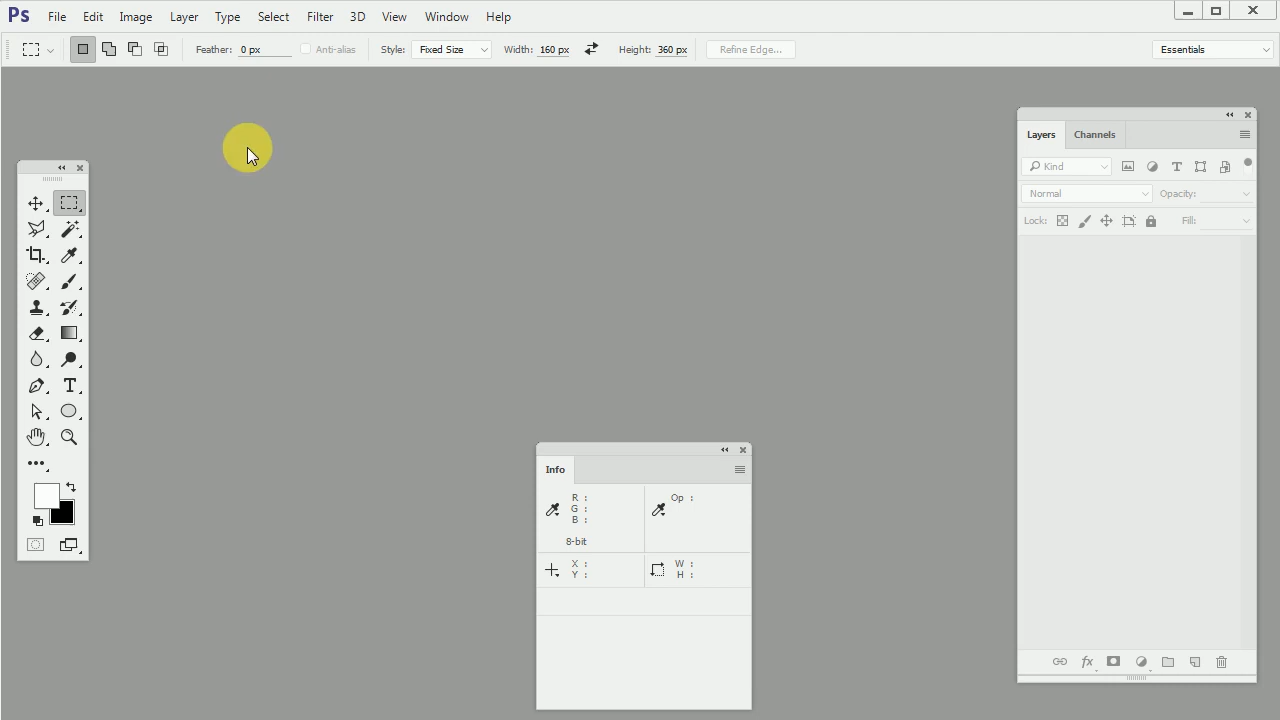 Ps File Edit Image Layer Type Select Filter 3D View Window Help
Feather: 0 px Anti-alias Style: Fixed Size Width: 160 px Height: 360 px Refine Edge... Essentials
Layers Channels
Kind
Normal Opacity:
Lock: Fill:
Info
R :
G :
B :
8-bit
Op :
X :
Y :
W :
H :
fx